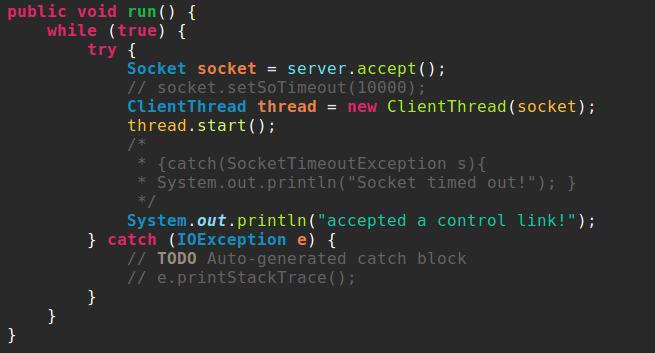 public void run() {
    while (true) {
        try {
            Socket socket = server.accept();
            // socket.setSoTimeout(10000);
            ClientThread thread = new ClientThread(socket);
            thread.start();
            /*
             * {catch(SocketTimeoutException s){
             * System.out.println("Socket timed out!"); }
             */
            System.out.println("accepted a control link!");
        } catch (IOException e) {
            // TODO Auto-generated catch block
            // e.printStackTrace();
        }
    }
}